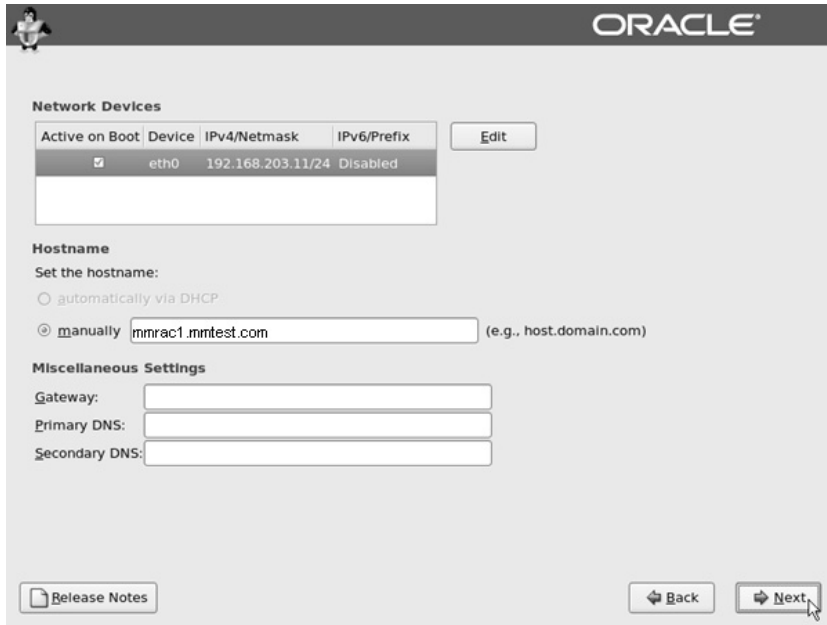 ORACLE®
Network Devices
Active on Boot Device IPv4/Netmask IPv6/Prefix
eth0 192.168.203.11/24 Disabled
Edit
Hostname
Set the hostname:
automatically via DHCP
manually mmrac1.mmtest.com (e.g., host.domain.com)
Miscellaneous Settings
Gateway:
Primary DNS:
Secondary DNS:
Release Notes
Back
Next